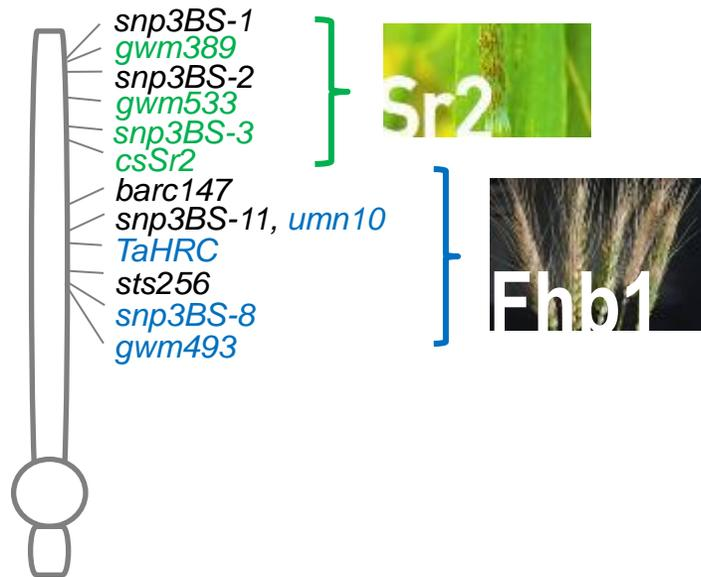 snp3BS-1
gwm389
snp3BS-2
gwm533
snp3BS-3
csSr2
barc147
snp3BS-11, umn10
TaHRC
sts256
snp3BS-8
gwm493
Sr2
Fhb1